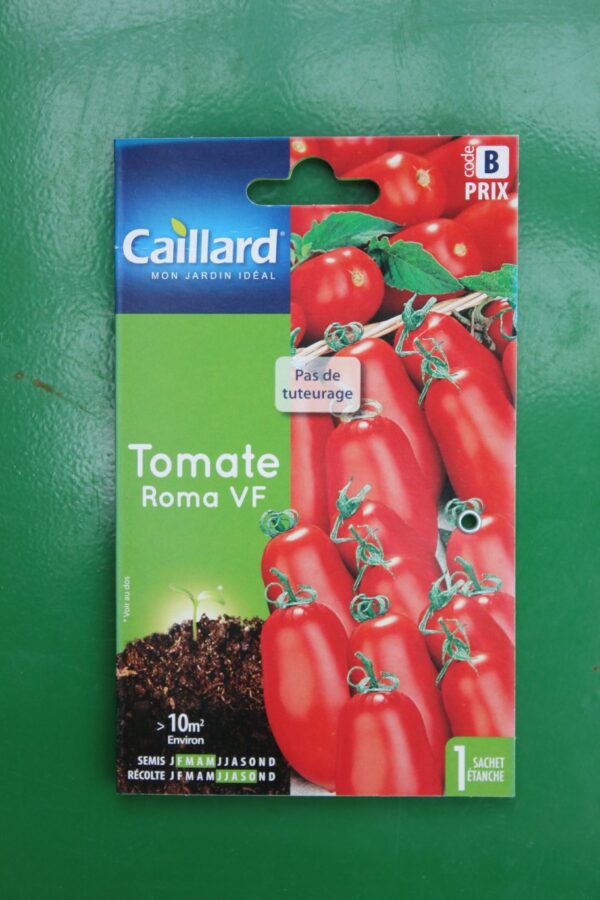 code
B
PRIX
Caillard®
MON JARDIN IDÉAL
Pas de
tuteurage
Tomate
Roma VF
* Voir au dos
> 10m²
Environ
SEMIS JFMAMJJASOND
RÉCOLTE JFMAMJJASOND
1 SACHET
ÉTANCHE